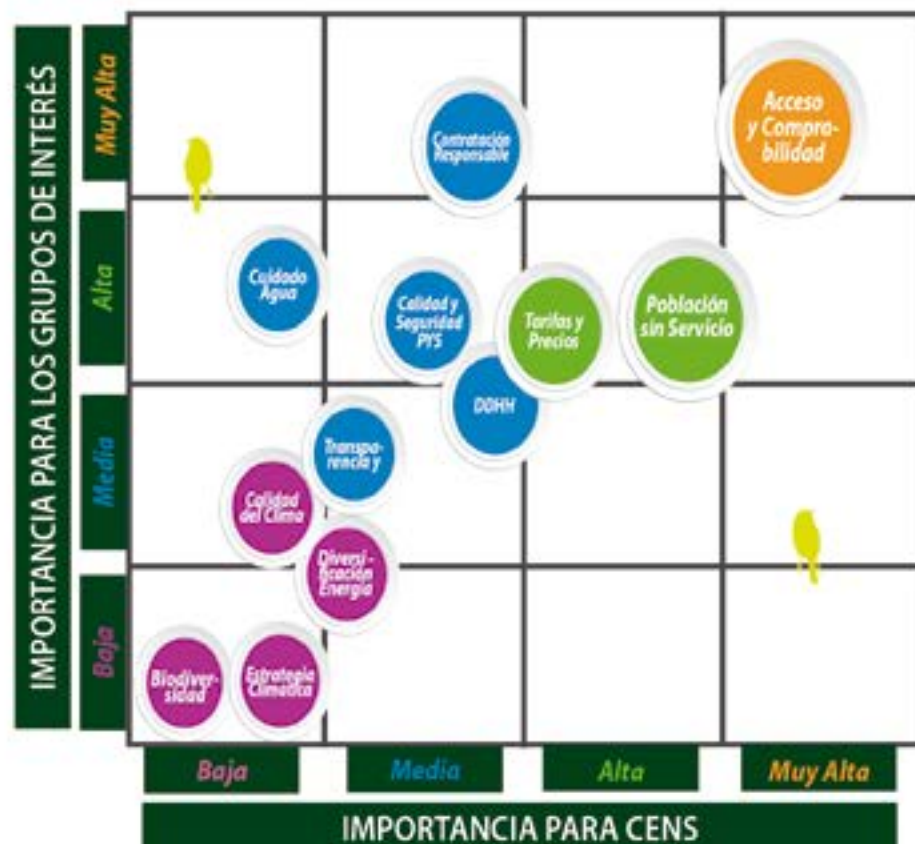 IMPORTANCIA PARA LOS GRUPOS DE INTERÉS
Muy Alta
Alta
Media
Baja
Contratación
Responsable
Acceso
y Compra-
bilidad
Cuidado
Agua
Calidad y
Seguridad
PYS
Tarifas y
Precios
Población
sin Servicio
DDHH
Transpa-
rencia y
Calidad
del Clima
Diversi-
ficación
Energía
Biodiver-
sidad
Estrategia
Climática
Baja
Media
Alta
Muy Alta
IMPORTANCIA PARA CENS